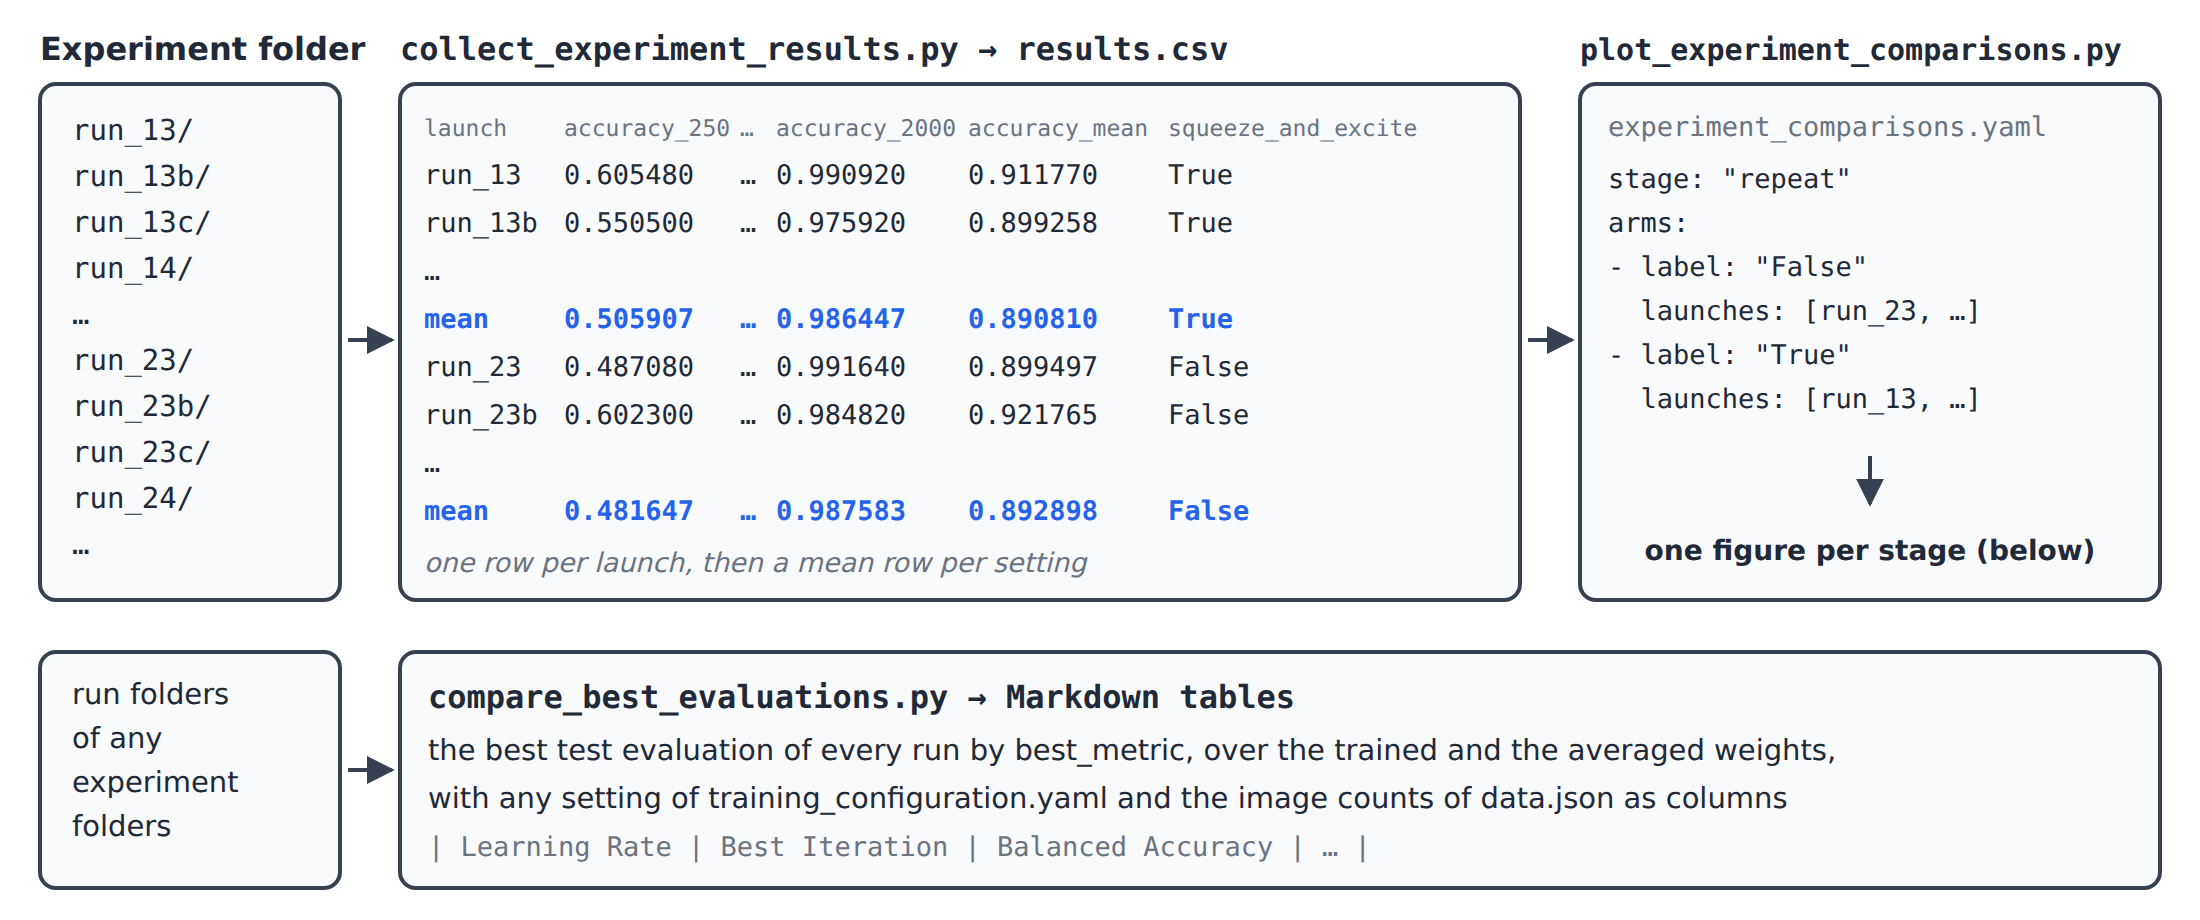 Experiment folder
run_13/
run_13b/
run_13c/
run_14/
…
run_23/
run_23b/
run_23c/
run_24/
…
collect_experiment_results.py → results.csv
launch accuracy_250 … accuracy_2000 accuracy_mean squeeze_and_excite
run_13 0.605480 … 0.990920 0.911770 True
run_13b 0.550500 … 0.975920 0.899258 True
…
mean 0.505907 … 0.986447 0.890810 True
run_23 0.487080 … 0.991640 0.899497 False
run_23b 0.602300 … 0.984820 0.921765 False
…
mean 0.481647 … 0.987583 0.892898 False
one row per launch, then a mean row per setting
plot_experiment_comparisons.py
experiment_comparisons.yaml
stage: "repeat"
arms:
- label: "False"
launches: [run_23, …]
- label: "True"
launches: [run_13, …]
one figure per stage (below)
run folders
of any
experiment
folders
compare_best_evaluations.py → Markdown tables
the best test evaluation of every run by best_metric, over the trained and the averaged weights,
with any setting of training_configuration.yaml and the image counts of data.json as columns
| Learning Rate | Best Iteration | Balanced Accuracy | … |